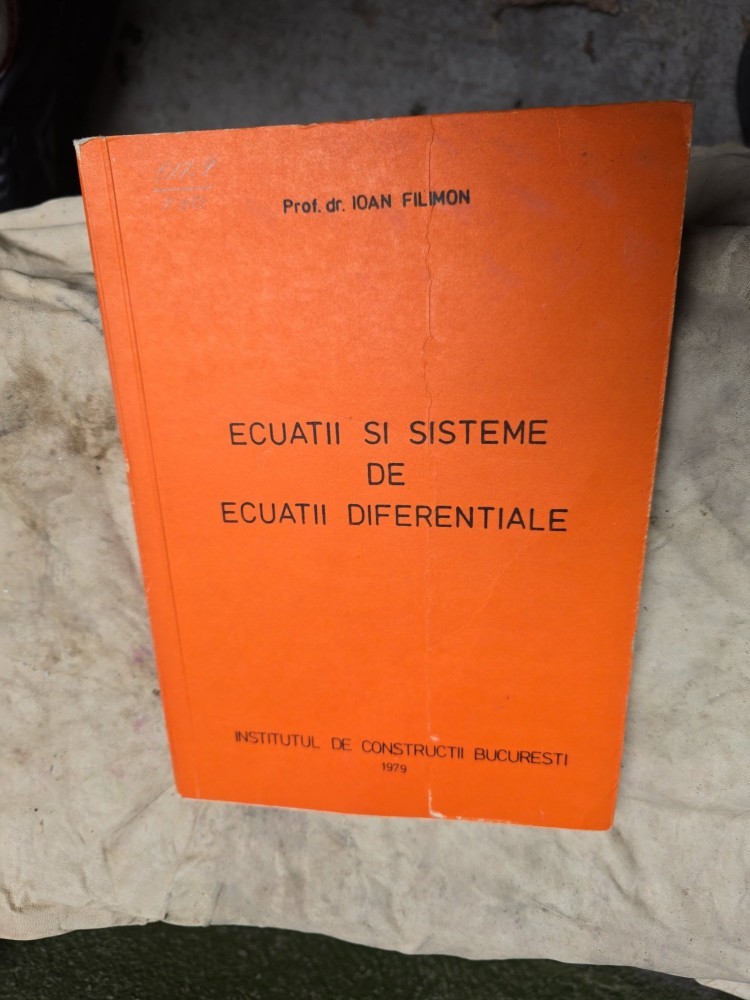 Prof. dr. IOAN FILIMON
ECUATII SI SISTEME
DE
ECUATII DIFERENTIALE
INSTITUTUL DE CONSTRUCTII BUCURESTI
1979